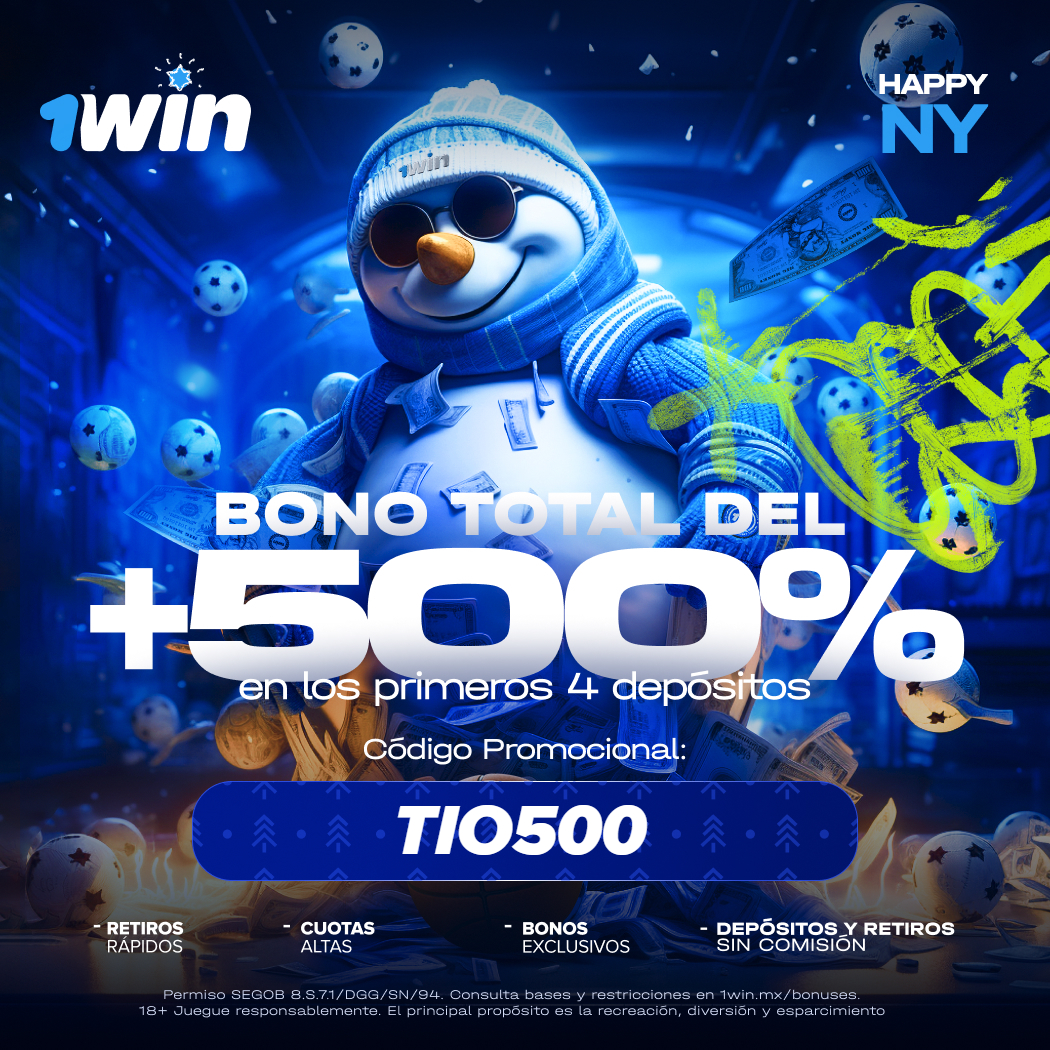 1win
HAPPY
NY
1win
BONO TOTAL DEL
+500%
en los primeros 4 depósitos
Código Promocional:
TIO500
- RETIROS
RÁPIDOS
- CUOTAS
ALTAS
- BONOS
EXCLUSIVOS
- DEPÓSITOS Y RETIROS
SIN COMISIÓN
Permiso SEGOB 8.S.7.1/DGG/SN/94. Consulta bases y restricciones en 1win.mx/bonuses.
18+ Juegue responsablemente. El principal propósito es la recreación, diversión y esparcimiento